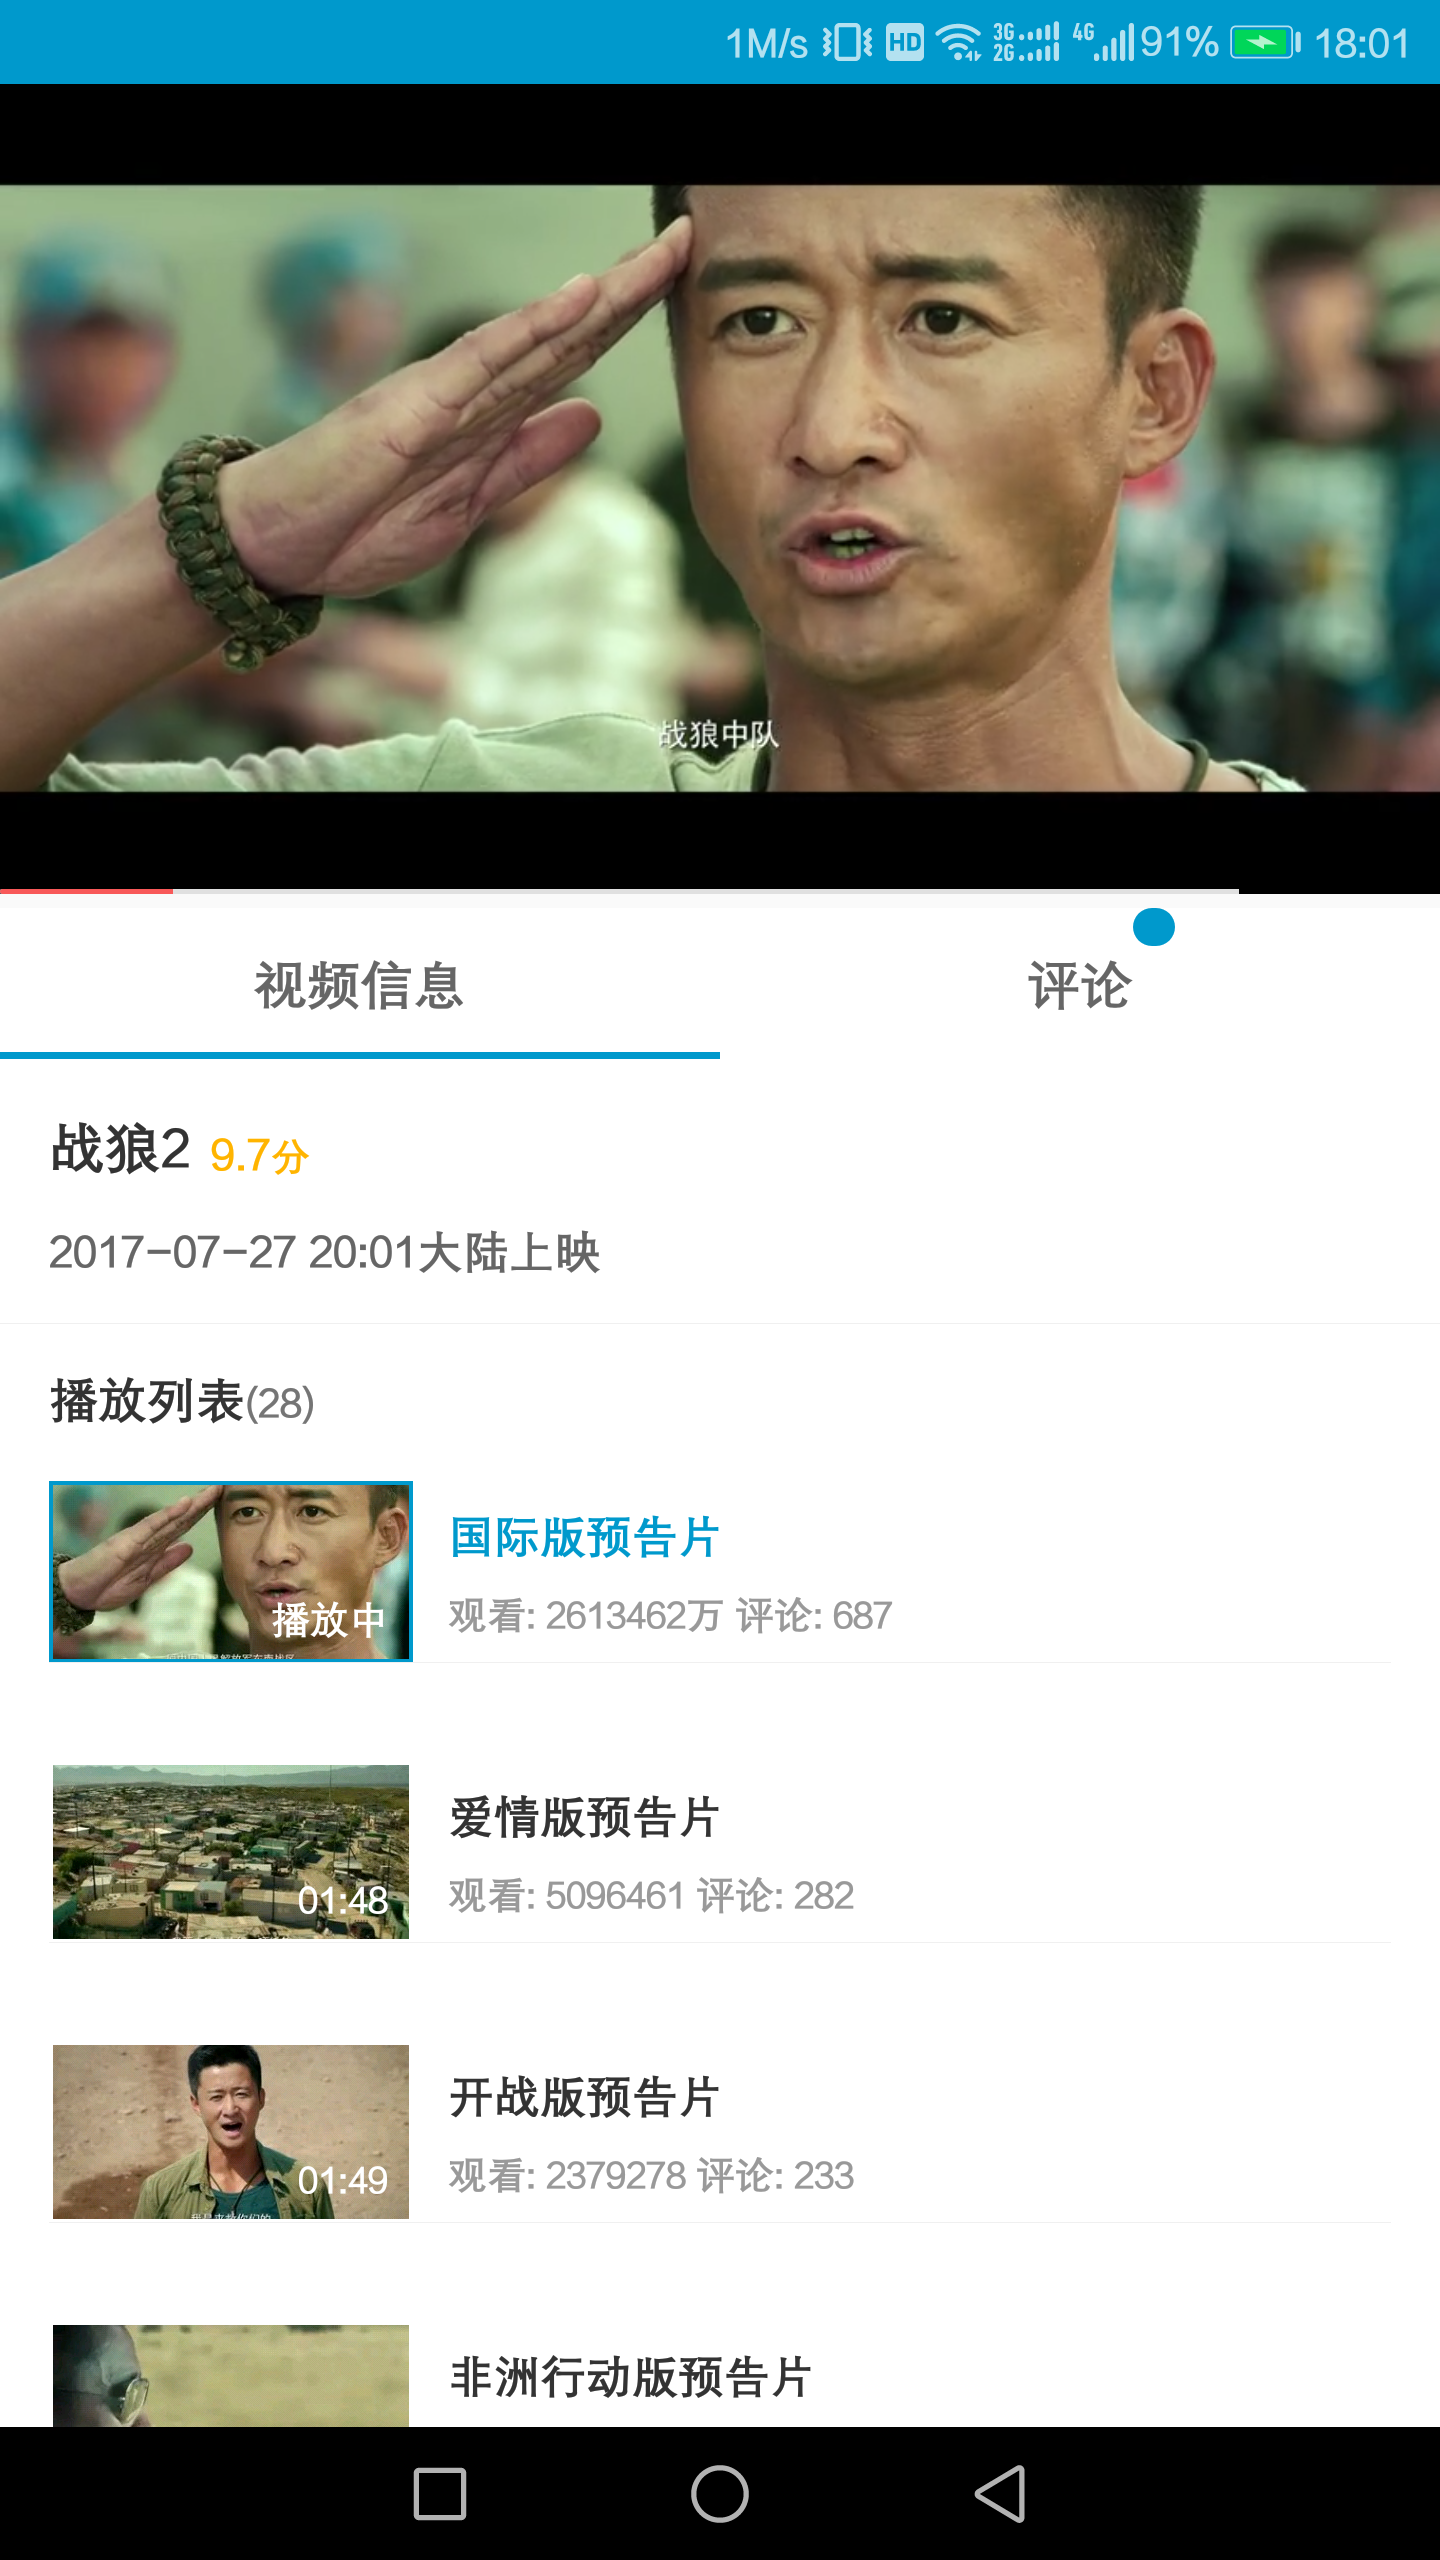 1M/s HD 3G 2G 4G 91% 18:01
战狼中队
视频信息 评论
战狼2 9.7分
2017-07-27 20:01大陆上映
播放列表(28)
国际版预告片
播放中
观看: 2613462万 评论: 687
爱情版预告片
01:48
观看: 5096461 评论: 282
开战版预告片
01:49
观看: 2379278 评论: 233
非洲行动版预告片